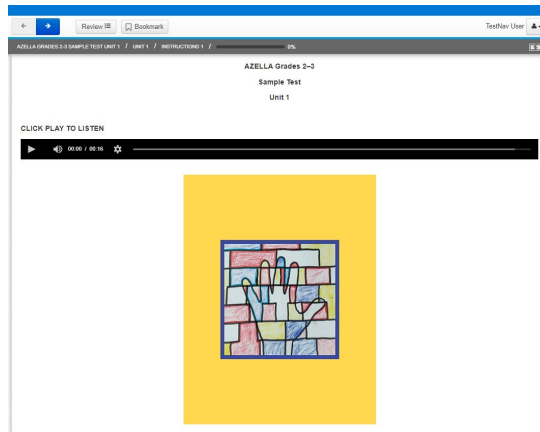 Review Bookmark TestNav User
AZELLA GRADES 2-3 SAMPLE TEST UNIT 1 / UNIT 1 / INSTRUCTIONS 1 / 0%
AZELLA Grades 2–3
Sample Test
Unit 1
CLICK PLAY TO LISTEN
00:00 / 00:16